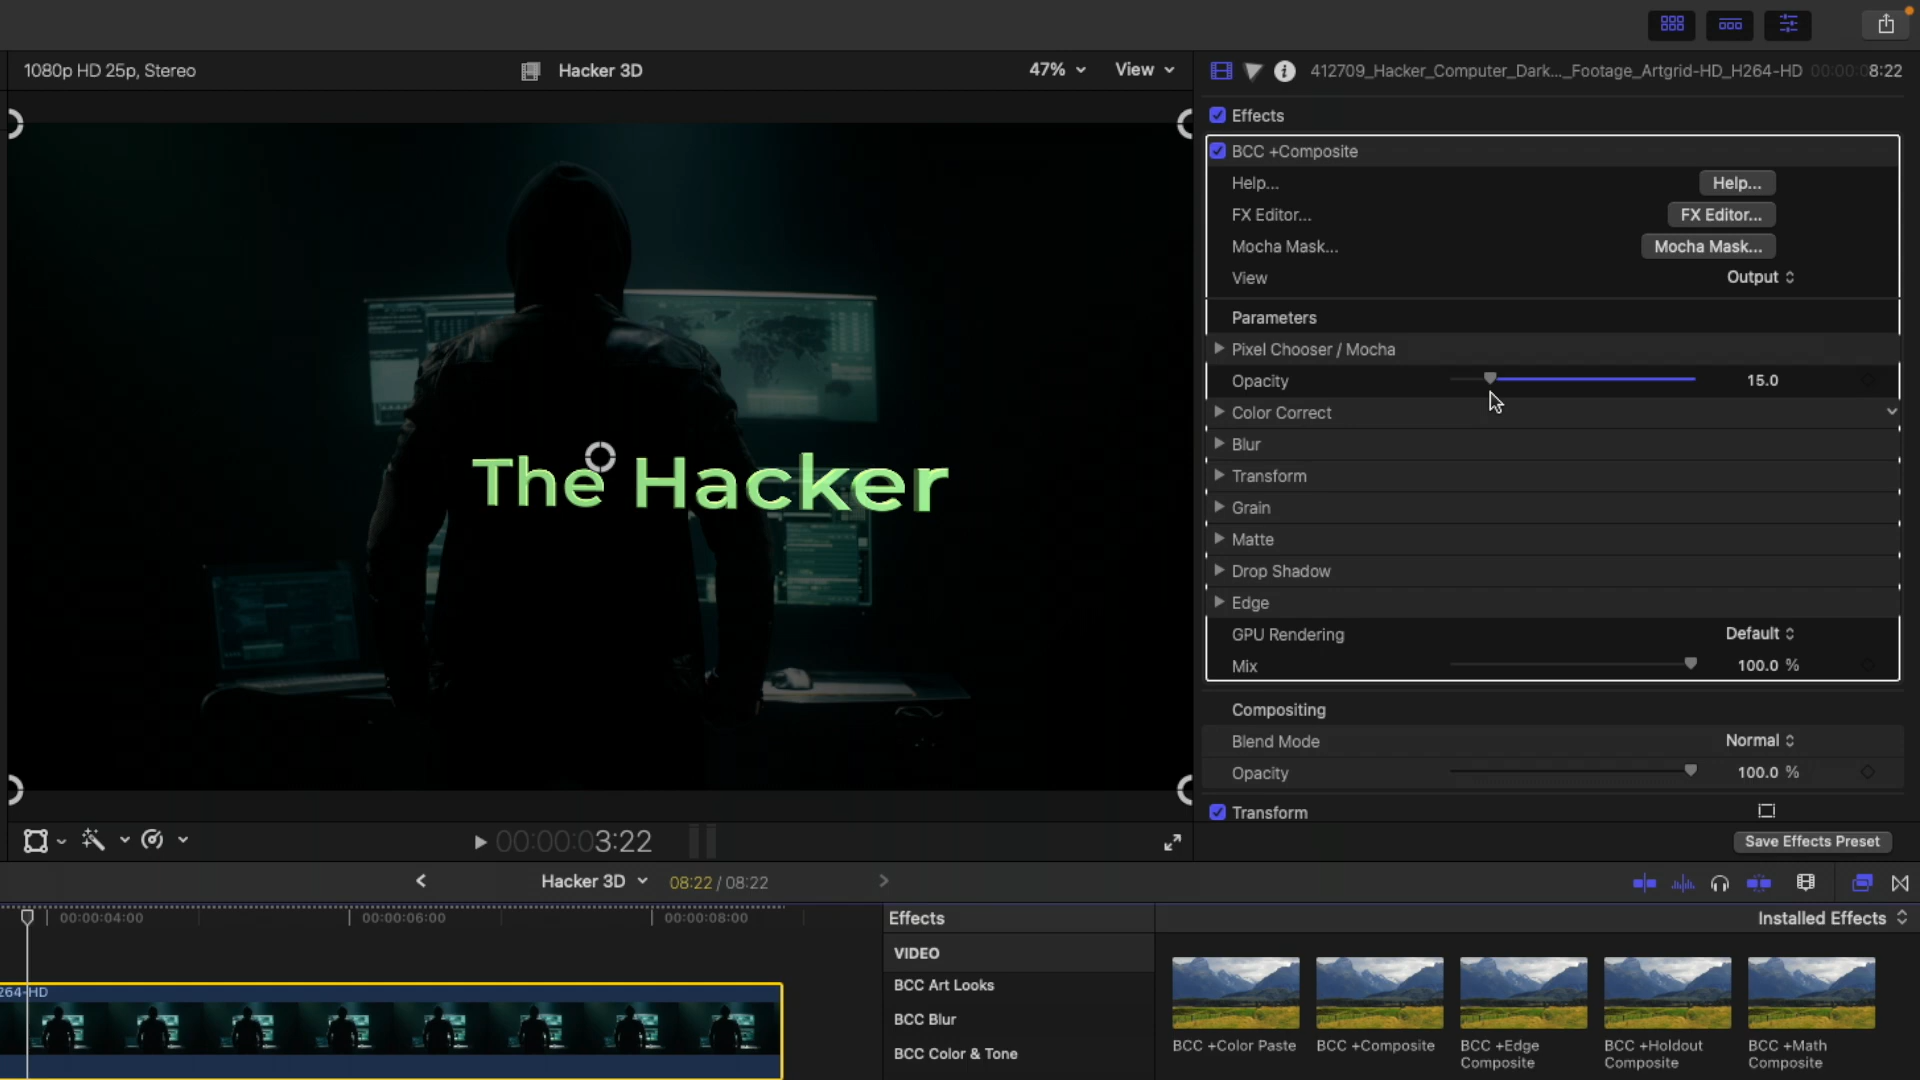 1080p HD 25p, Stereo
Hacker 3D
47%
View
412709_Hacker_Computer_Dark..._Footage_Artgrid-HD_H264-HD
00:00:08:22
Effects
BCC +Composite
Help...
Help...
FX Editor...
FX Editor...
Mocha Mask...
Mocha Mask...
View
Output
Parameters
Pixel Chooser / Mocha
Opacity
15.0
Color Correct
Blur
Transform
Grain
Matte
Drop Shadow
Edge
GPU Rendering
Default
Mix
100.0 %
Compositing
Blend Mode
Normal
Opacity
100.0 %
Transform
Save Effects Preset
The Hacker
00:00:03:22
Hacker 3D
08:22 / 08:22
00:00:04:00
00:00:06:00
00:00:08:00
264-HD
Effects
Installed Effects
VIDEO
BCC Art Looks
BCC Blur
BCC Color & Tone
BCC +Color Paste
BCC +Composite
BCC +Edge
Composite
BCC +Holdout
Composite
BCC +Math
Composite